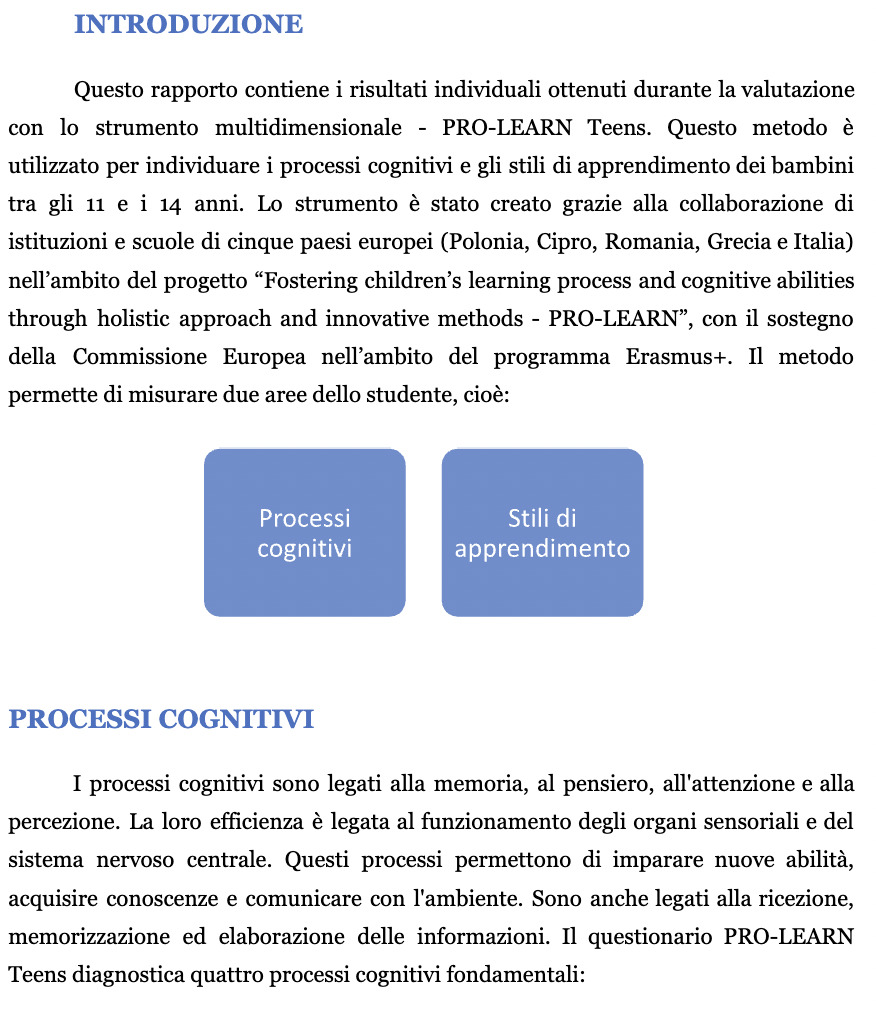 INTRODUZIONE
Questo rapporto contiene i risultati individuali ottenuti durante la valutazione
con lo strumento multidimensionale - PRO-LEARN Teens. Questo metodo è
utilizzato per individuare i processi cognitivi e gli stili di apprendimento dei bambini
tra gli 11 e i 14 anni. Lo strumento è stato creato grazie alla collaborazione di
istituzioni e scuole di cinque paesi europei (Polonia, Cipro, Romania, Grecia e Italia)
nell’ambito del progetto “Fostering children’s learning process and cognitive abilities
through holistic approach and innovative methods - PRO-LEARN”, con il sostegno
della Commissione Europea nell’ambito del programma Erasmus+. Il metodo
permette di misurare due aree dello studente, cioè:
Processi
cognitivi
Stili di
apprendimento
PROCESSI COGNITIVI
I processi cognitivi sono legati alla memoria, al pensiero, all'attenzione e alla
percezione. La loro efficienza è legata al funzionamento degli organi sensoriali e del
sistema nervoso centrale. Questi processi permettono di imparare nuove abilità,
acquisire conoscenze e comunicare con l'ambiente. Sono anche legati alla ricezione,
memorizzazione ed elaborazione delle informazioni. Il questionario PRO-LEARN
Teens diagnostica quattro processi cognitivi fondamentali: